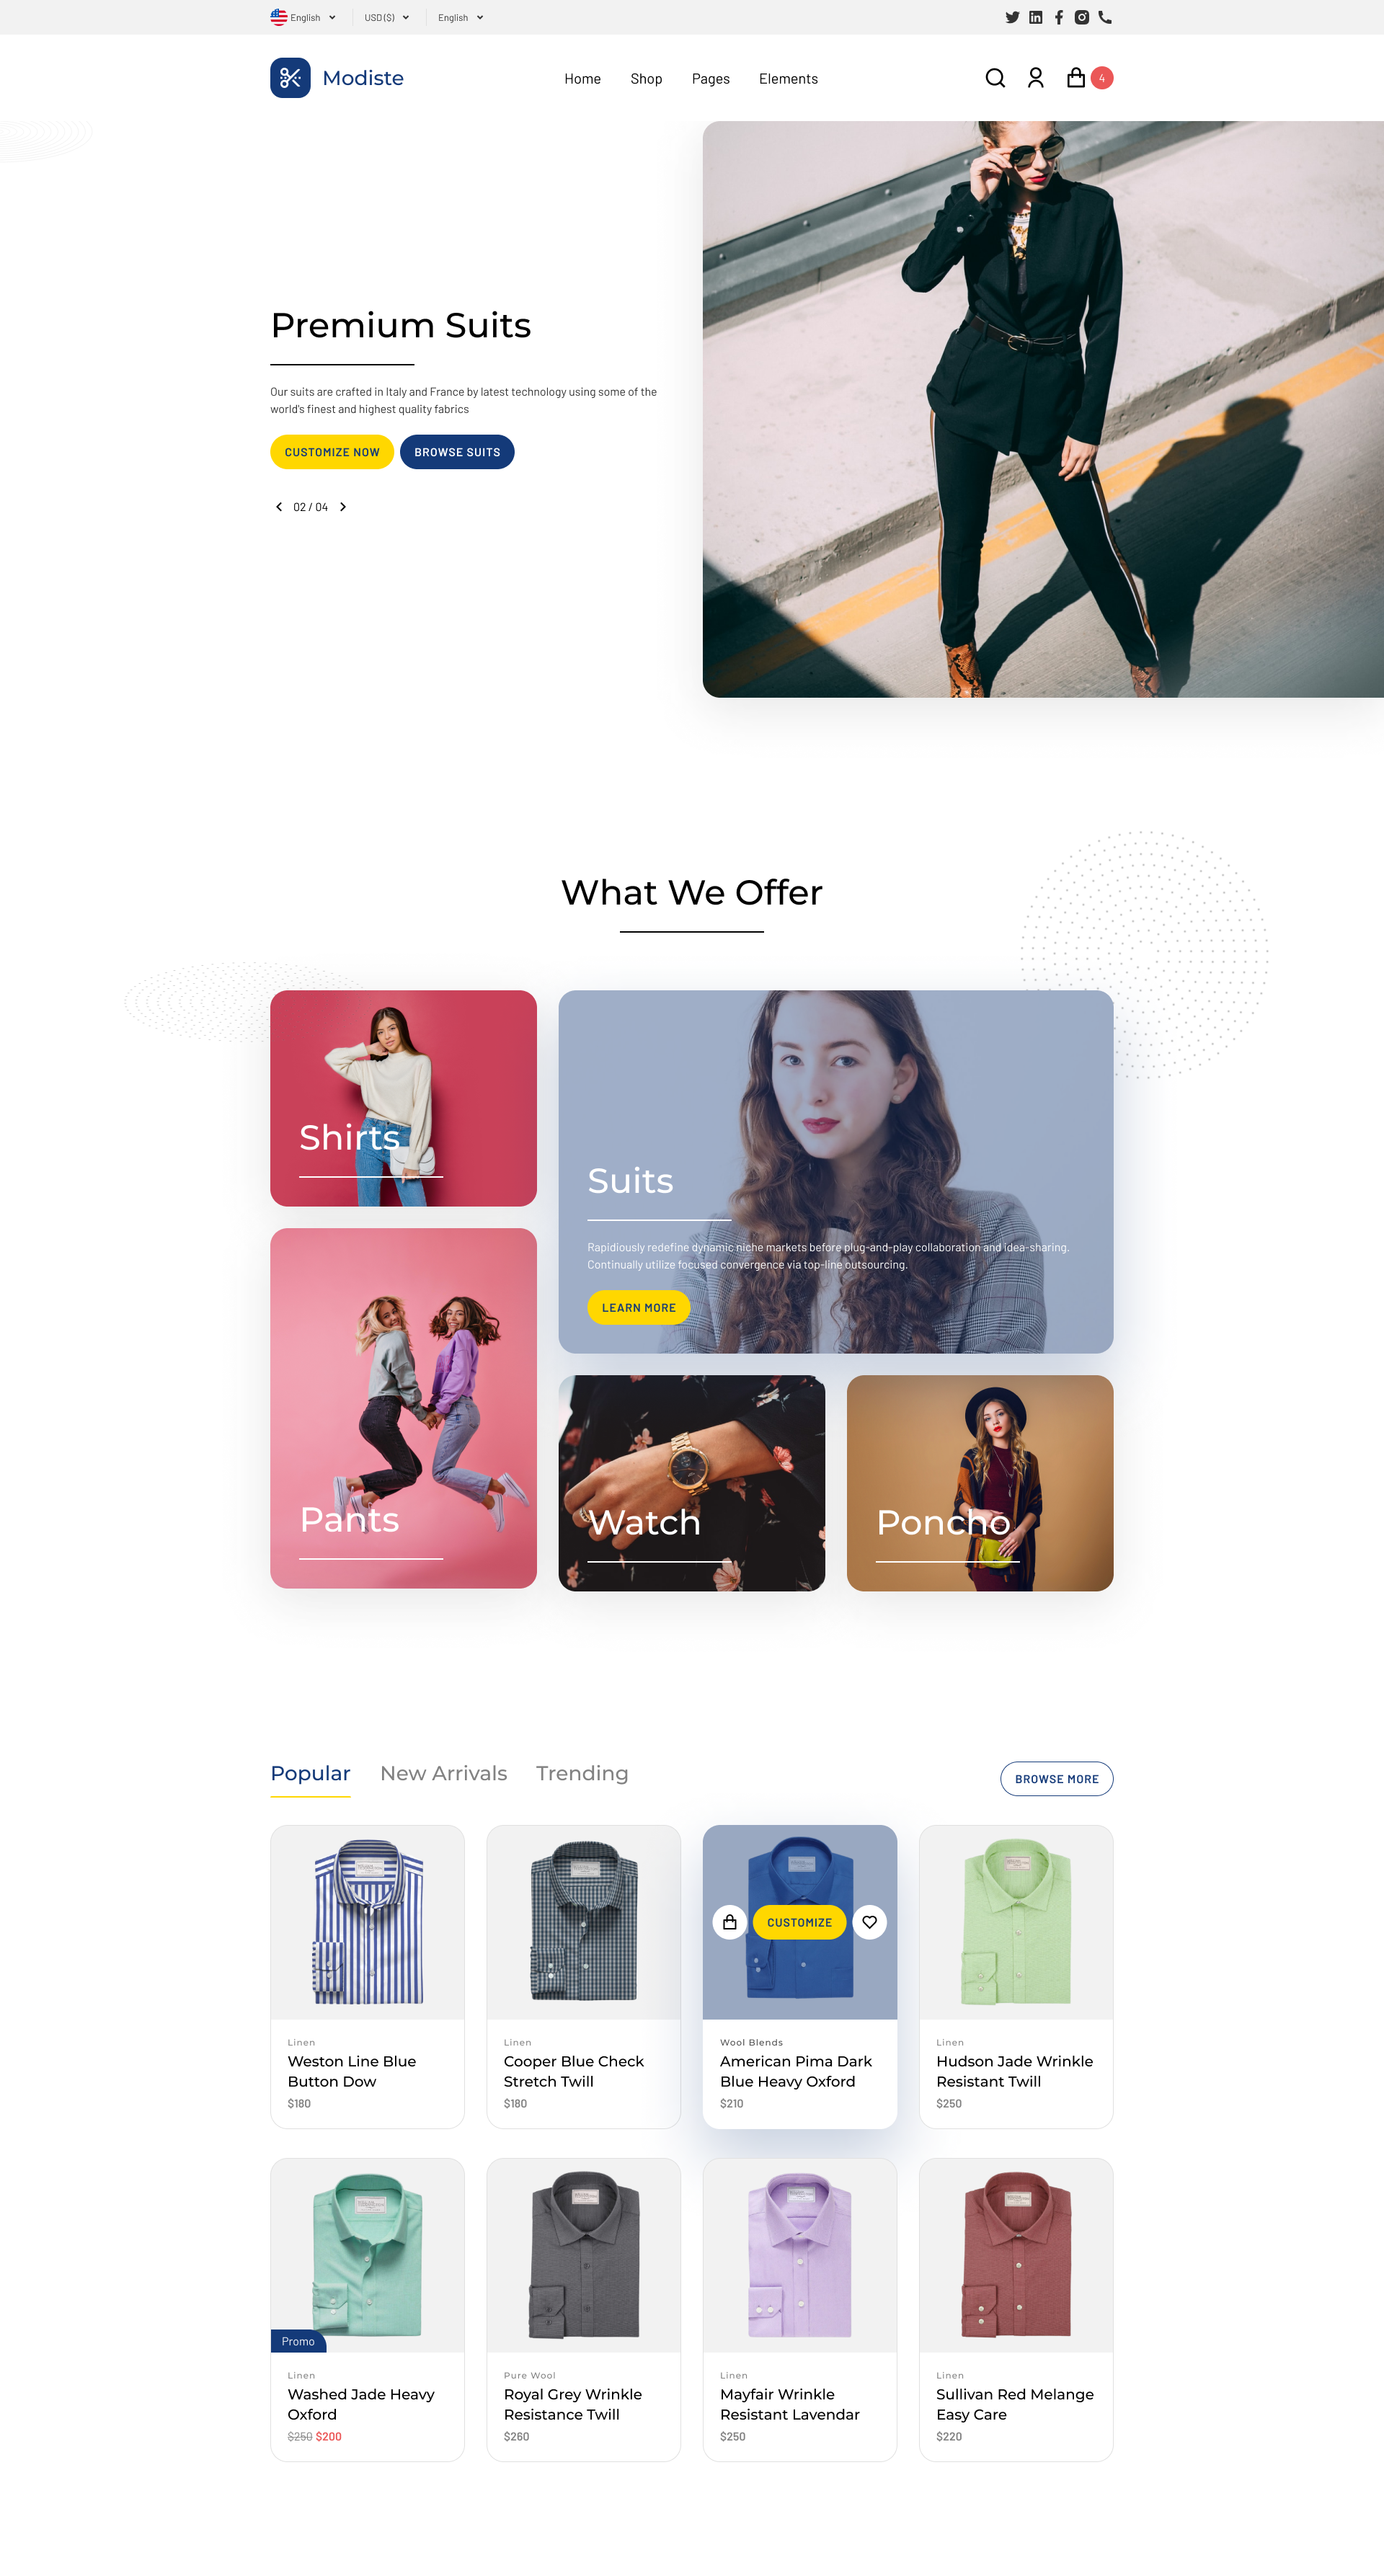 English
USD ($)
English
Modiste
Home
Shop
Pages
Elements
4
Premium Suits
Our suits are crafted in Italy and France by latest technology using some of the
world's finest and highest quality fabrics
CUSTOMIZE NOW
BROWSE SUITS
02 / 04
What We Offer
Shirts
Suits
Rapidiously redefine dynamic niche markets before plug-and-play collaboration and idea-sharing.
Continually utilize focused convergence via top-line outsourcing.
LEARN MORE
Pants
Watch
Poncho
Popular
New Arrivals
Trending
BROWSE MORE
CUSTOMIZE
Linen
Weston Line Blue
Button Dow
$180
Linen
Cooper Blue Check
Stretch Twill
$180
Wool Blends
American Pima Dark
Blue Heavy Oxford
$210
Linen
Hudson Jade Wrinkle
Resistant Twill
$250
Promo
Linen
Washed Jade Heavy
Oxford
$250 $200
Pure Wool
Royal Grey Wrinkle
Resistance Twill
$260
Linen
Mayfair Wrinkle
Resistant Lavendar
$250
Linen
Sullivan Red Melange
Easy Care
$220